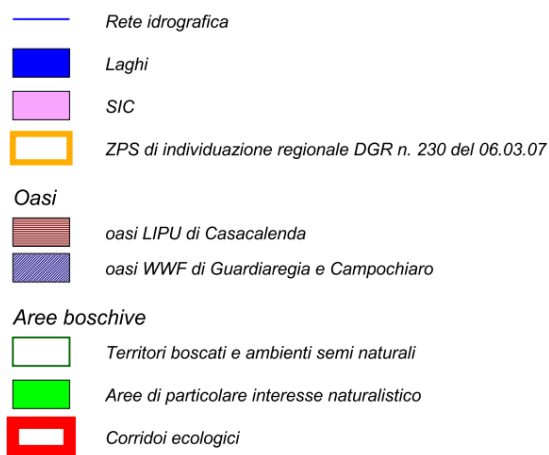 Rete idrografica
Laghi
SIC
ZPS di individuazione regionale DGR n. 230 del 06.03.07
Oasi
oasi LIPU di Casacalenda
oasi WWF di Guardiaregia e Campochiaro
Aree boschive
Territori boscati e ambienti semi naturali
Aree di particolare interesse naturalistico
Corridoi ecologici